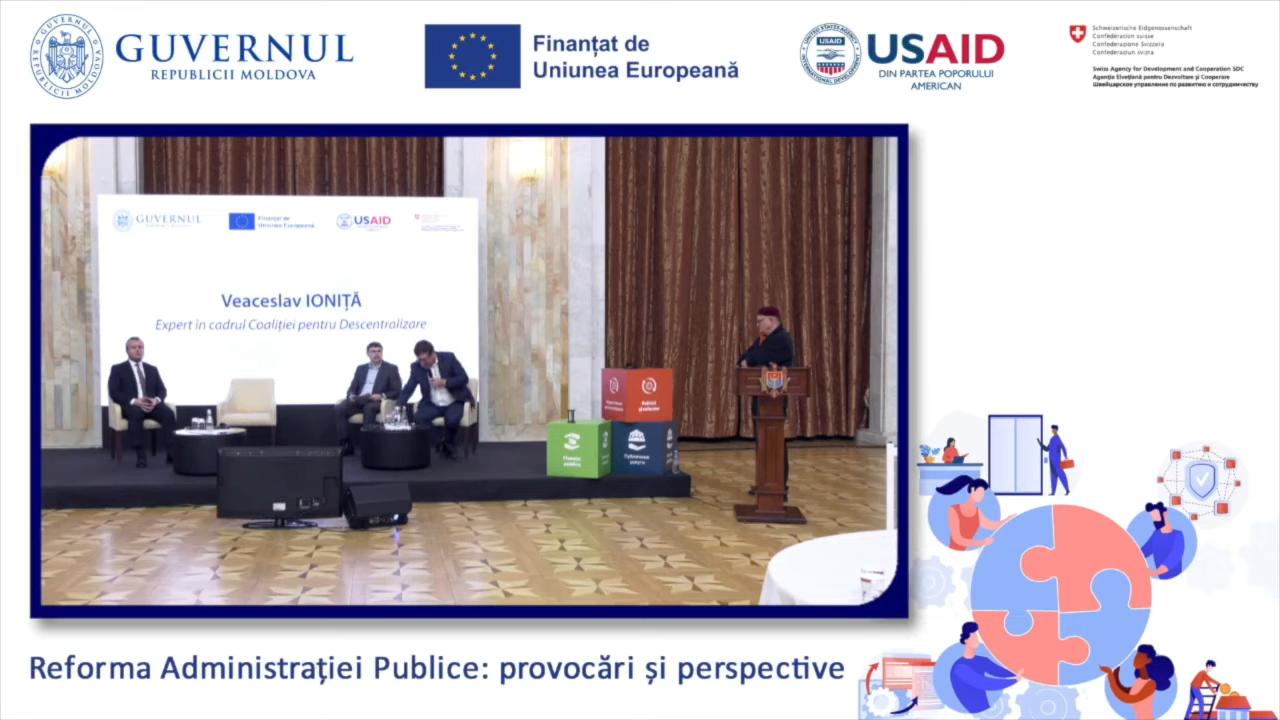 GUVERNUL
REPUBLICII MOLDOVA
Finanțat de
Uniunea Europeană
USAID
USAID
DIN PARTEA POPORULUI
AMERICAN
Schweizerische Eidgenossenschaft
Confédération suisse
Confederazione Svizzera
Confederaziun svizra
Swiss Agency for Development and Cooperation SDC
Agenția Elvețiană pentru Dezvoltare și Cooperare
Швейцарское управление по развитию и сотрудничеству
GUVERNUL
Finanțat de
Uniunea Europeană
USAID
Veaceslav IONIȚĂ
Expert în cadrul Coaliției pentru Descentralizare
Finanțe
publice
Reforma Administrației Publice: provocări și perspective